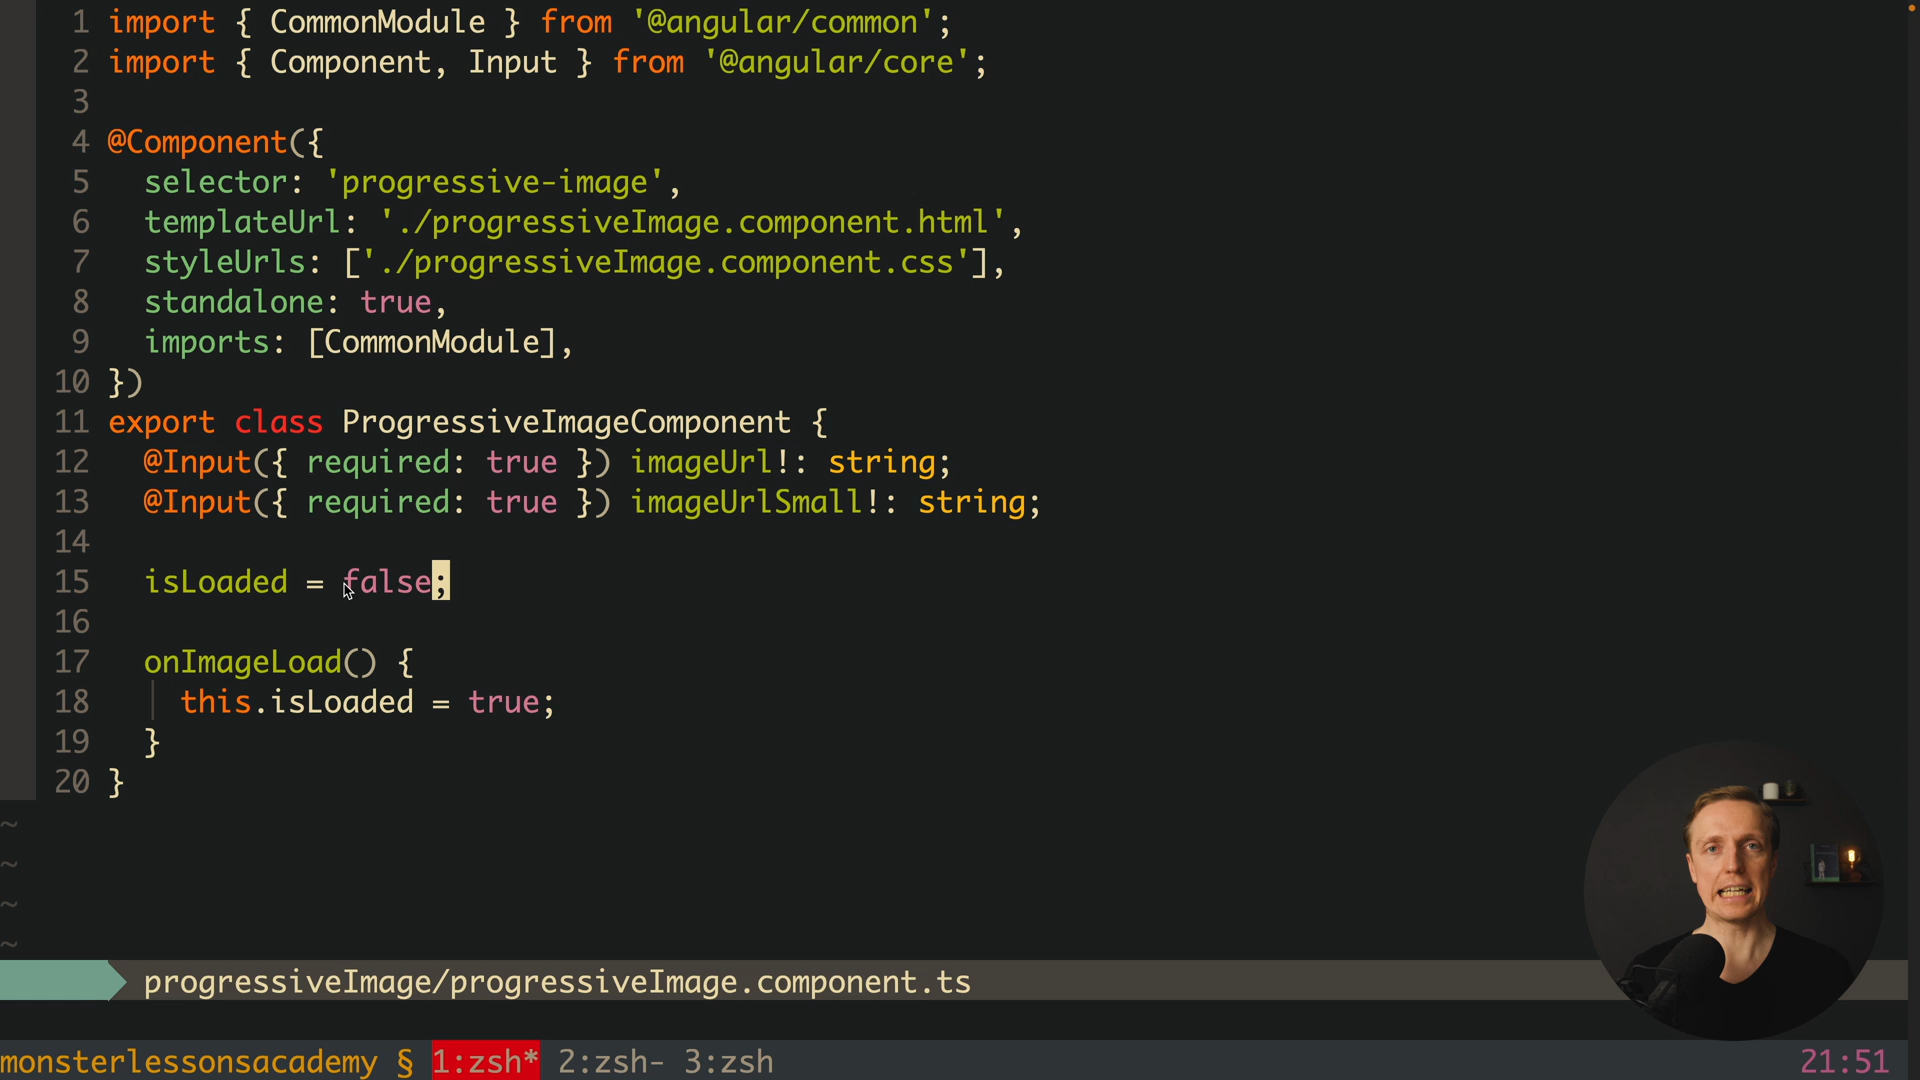 1 import { CommonModule } from '@angular/common';
2 import { Component, Input } from '@angular/core';
3
4 @Component({
5   selector: 'progressive-image',
6   templateUrl: './progressiveImage.component.html',
7   styleUrls: ['./progressiveImage.component.css'],
8   standalone: true,
9   imports: [CommonModule],
10 })
11 export class ProgressiveImageComponent {
12   @Input({ required: true }) imageUrl!: string;
13   @Input({ required: true }) imageUrlSmall!: string;
14
15   isLoaded = false;
16
17   onImageLoad() {
18     this.isLoaded = true;
19   }
20 }
~
~
~
~
progressiveImage/progressiveImage.component.ts
monsterlessonsacademy § 1:zsh* 2:zsh- 3:zsh 21:51